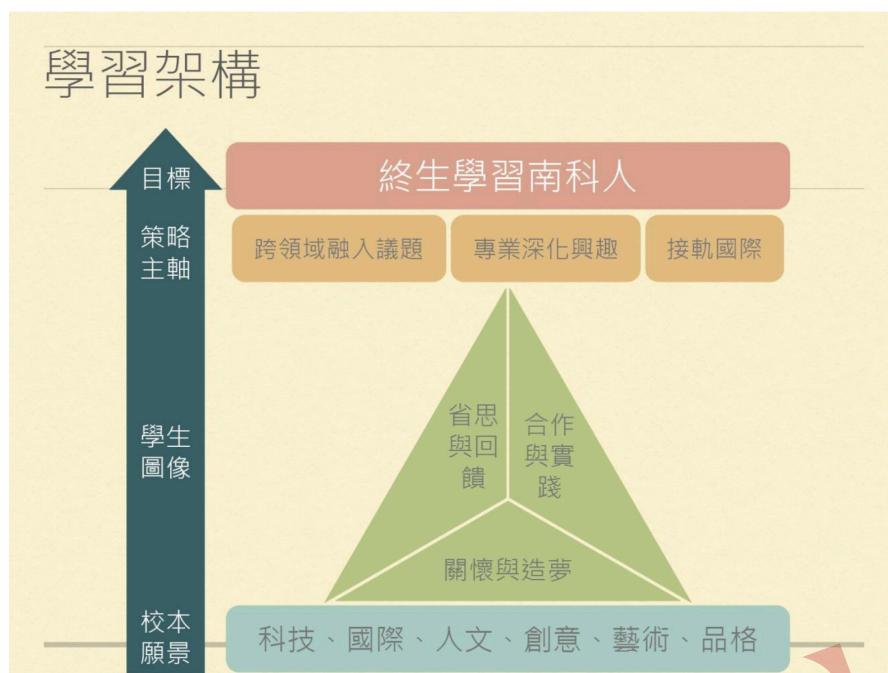 學習架構
目標
終生學習南科人
策略
主軸
跨領域融入議題
專業深化興趣
接軌國際
學生
圖像
省思
與回
饋
合作
與實
踐
關懷與造夢
校本
願景
科技、國際、人文、創意、藝術、品格